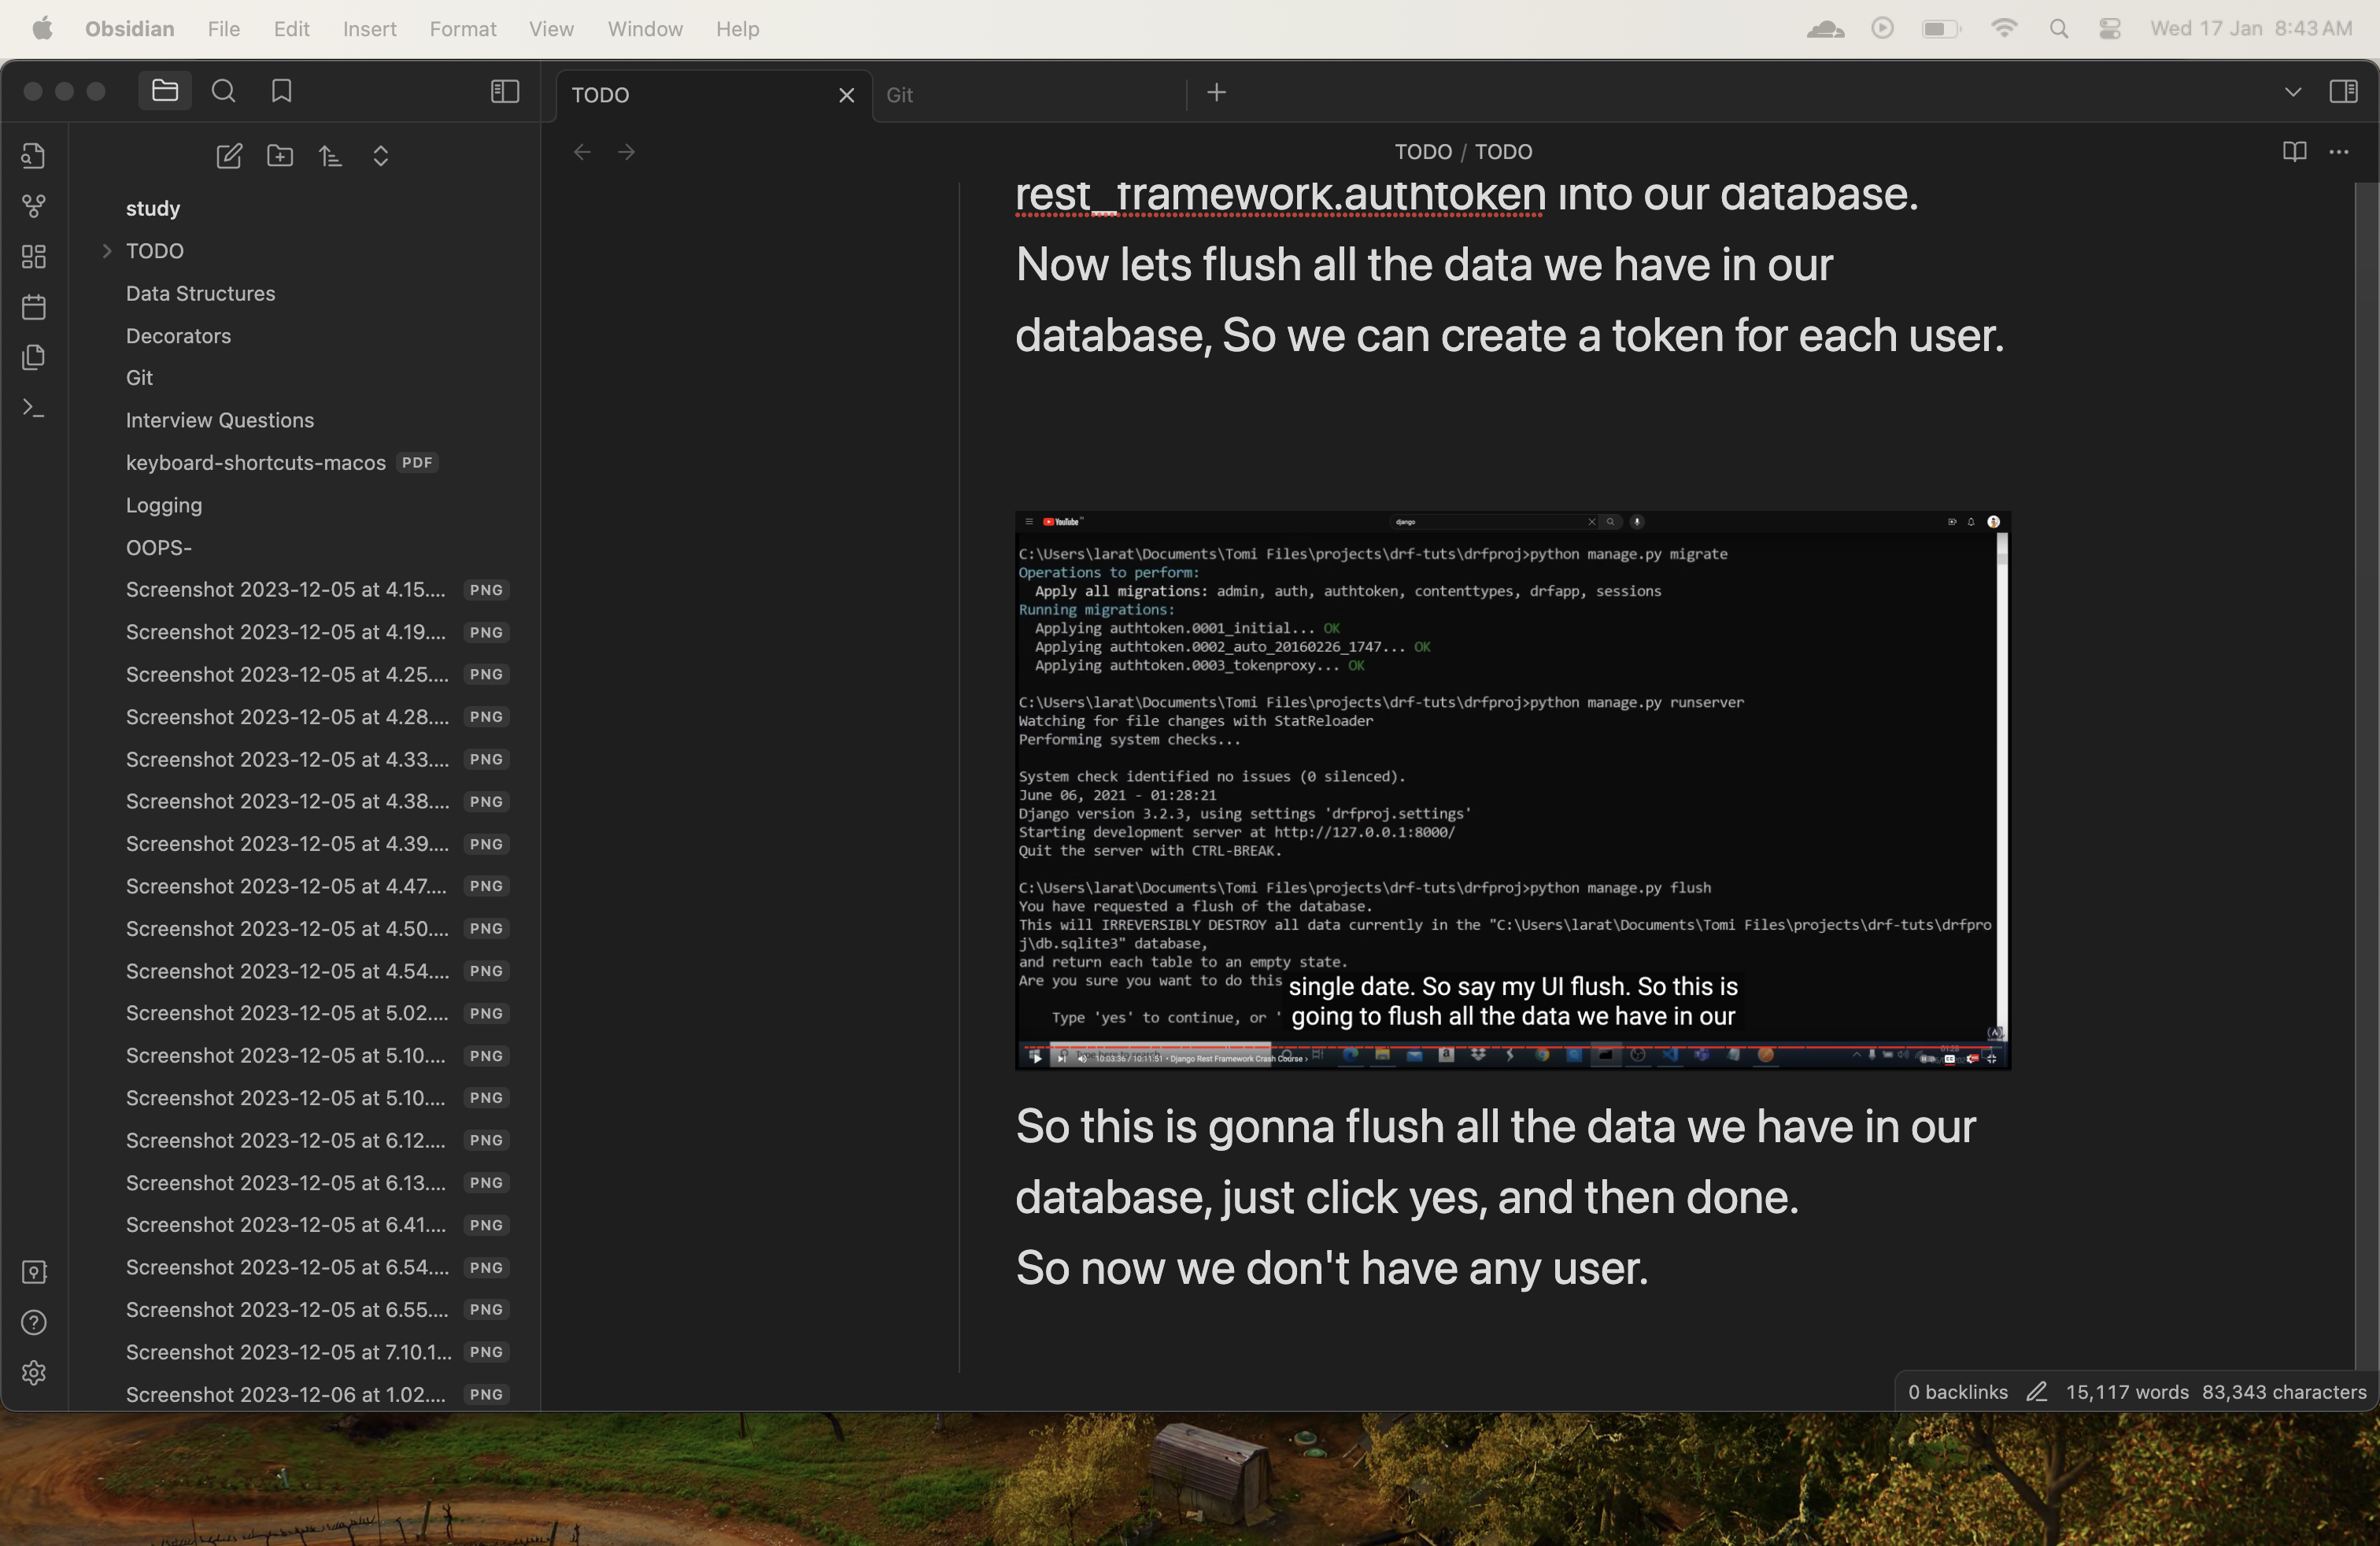 Obsidian File Edit Insert Format View Window Help
Wed 17 Jan 8:43 AM
TODO
Git
TODO / TODO
study
TODO
Data Structures
Decorators
Git
Interview Questions
keyboard-shortcuts-macos PDF
Logging
OOPS-
Screenshot 2023-12-05 at 4.15.... PNG
Screenshot 2023-12-05 at 4.19.... PNG
Screenshot 2023-12-05 at 4.25.... PNG
Screenshot 2023-12-05 at 4.28.... PNG
Screenshot 2023-12-05 at 4.33.... PNG
Screenshot 2023-12-05 at 4.38.... PNG
Screenshot 2023-12-05 at 4.39.... PNG
Screenshot 2023-12-05 at 4.47.... PNG
Screenshot 2023-12-05 at 4.50.... PNG
Screenshot 2023-12-05 at 4.54.... PNG
Screenshot 2023-12-05 at 5.02.... PNG
Screenshot 2023-12-05 at 5.10.... PNG
Screenshot 2023-12-05 at 5.10.... PNG
Screenshot 2023-12-05 at 6.12.... PNG
Screenshot 2023-12-05 at 6.13.... PNG
Screenshot 2023-12-05 at 6.41.... PNG
Screenshot 2023-12-05 at 6.54.... PNG
Screenshot 2023-12-05 at 6.55.... PNG
Screenshot 2023-12-05 at 7.10.1... PNG
Screenshot 2023-12-06 at 1.02.... PNG
rest_framework.authtoken into our database.
Now lets flush all the data we have in our
database, So we can create a token for each user.
YouTube
django
C:\Users\larat\Documents\Tomi Files\projects\drf-tuts\drfproj>python manage.py migrate
Operations to perform:
Apply all migrations: admin, auth, authtoken, contenttypes, drfapp, sessions
Running migrations:
Applying authtoken.0001_initial... OK
Applying authtoken.0002_auto_20160226_1747... OK
Applying authtoken.0003_tokenproxy... OK
C:\Users\larat\Documents\Tomi Files\projects\drf-tuts\drfproj>python manage.py runserver
Watching for file changes with StatReloader
Performing system checks...
System check identified no issues (0 silenced).
June 06, 2021 - 01:28:21
Django version 3.2.3, using settings 'drfproj.settings'
Starting development server at http://127.0.0.1:8000/
Quit the server with CTRL-BREAK.
C:\Users\larat\Documents\Tomi Files\projects\drf-tuts\drfproj>python manage.py flush
You have requested a flush of the database.
This will IRREVERSIBLY DESTROY all data currently in the "C:\Users\larat\Documents\Tomi Files\projects\drf-tuts\drfpro
j\db.sqlite3" database,
and return each table to an empty state.
Are you sure you want to do this
single date. So say my UI flush. So this is
Type 'yes' to continue, or '
going to flush all the data we have in our
10:03:36 / 10:11:51 • Django Rest Framework Crash Course >
So this is gonna flush all the data we have in our
database, just click yes, and then done.
So now we don't have any user.
0 backlinks 15,117 words 83,343 characters